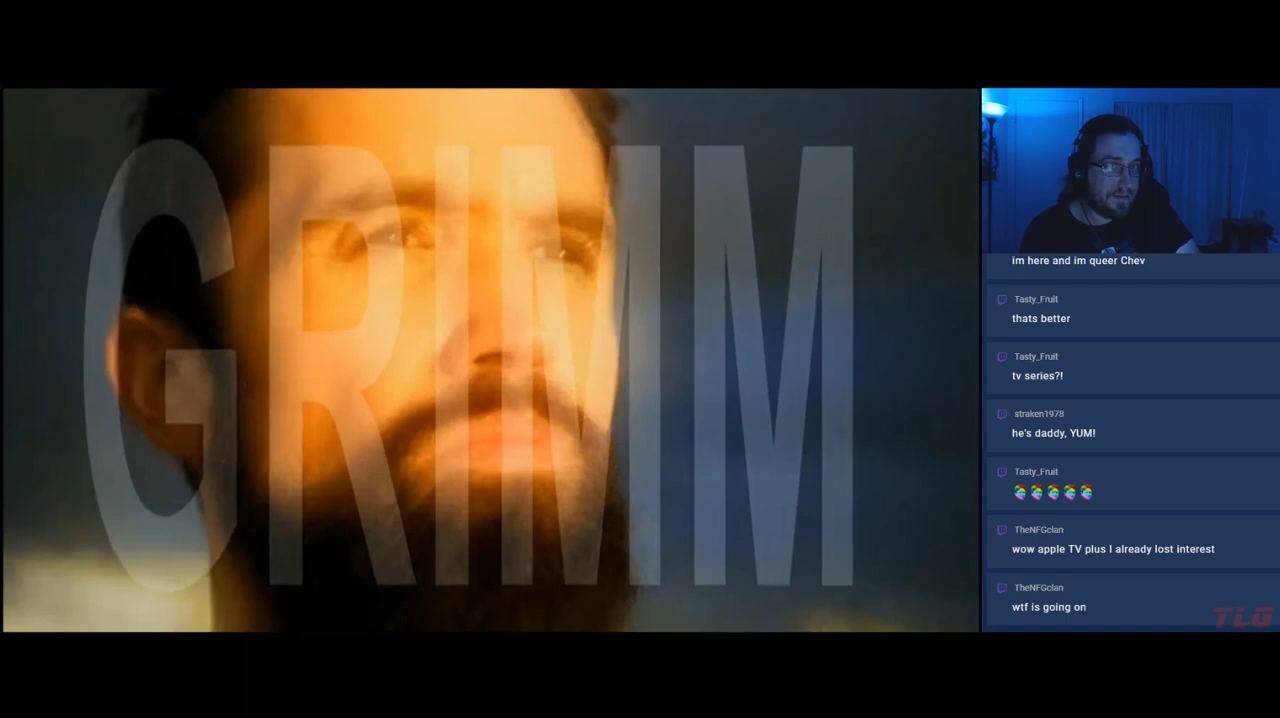 GRIMM
im here and im queer Chev
Tasty_Fruit
thats better
Tasty_Fruit
tv series?!
straken1978
he's daddy, YUM!
Tasty_Fruit
TheNFGclan
wow apple TV plus I already lost interest
TheNFGclan
wtf is going on
TLG